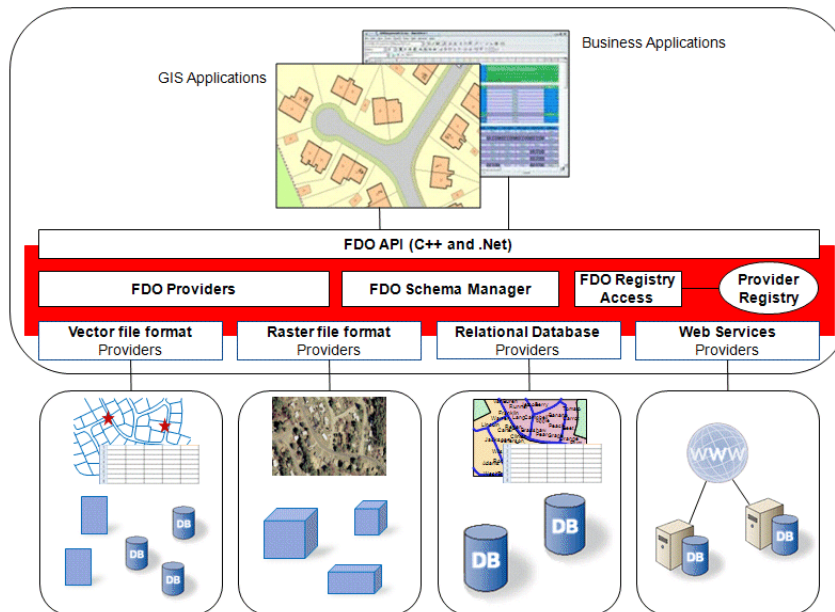 Business Applications
GIS Applications
FDO API (C++ and .Net)
FDO Providers
FDO Schema Manager
FDO Registry
Access
Provider
Registry
Vector file format
Providers
Raster file format
Providers
Relational Database
Providers
Web Services
Providers
WWW
DB
DB
DB
DB
DB
DB
DB